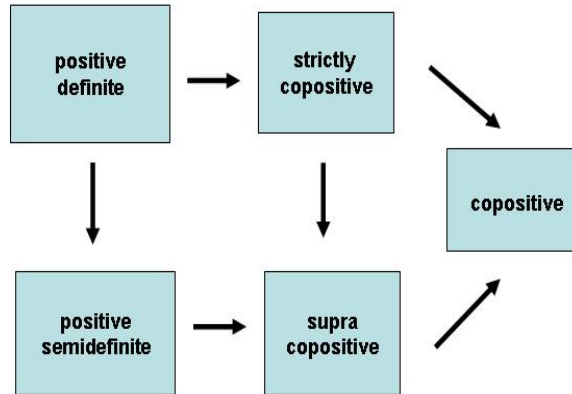 positive
definite
strictly
copositive
copositive
positive
semidefinite
supra
copositive